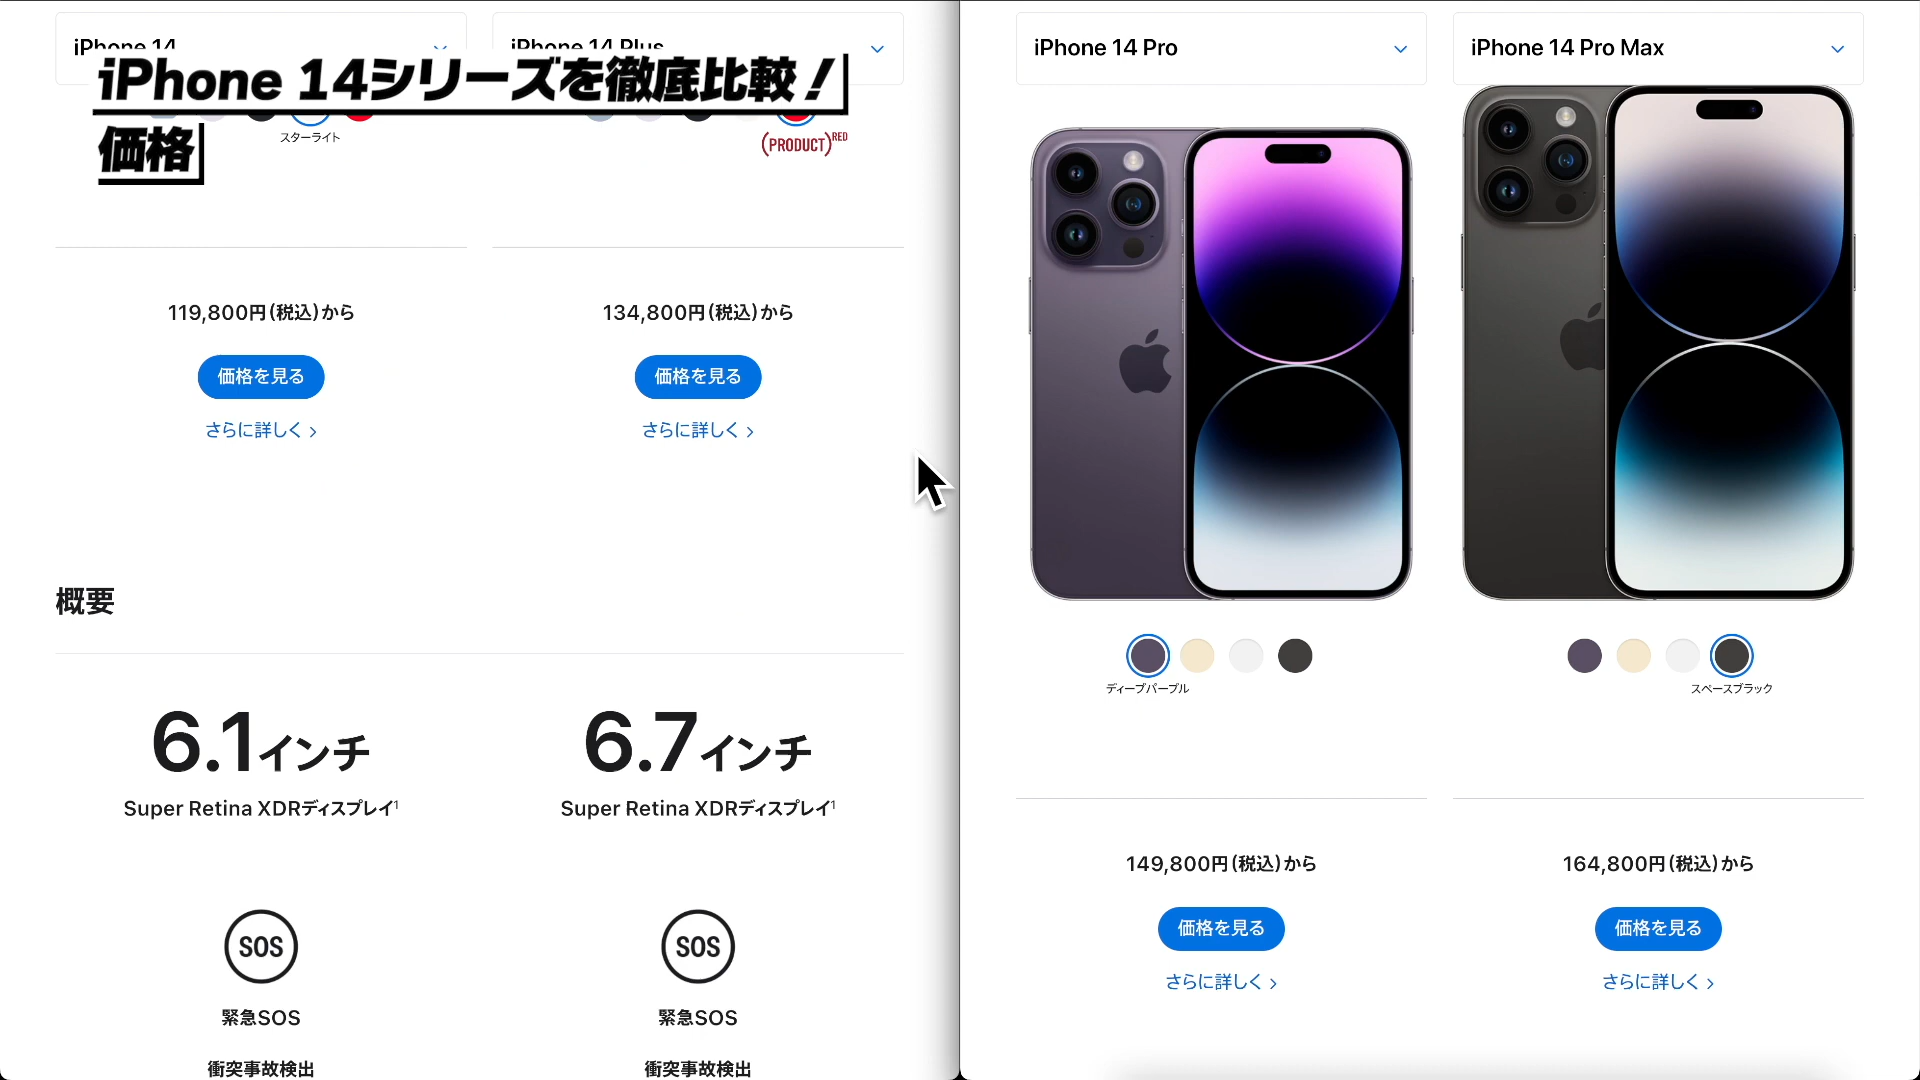 iPhone 14
iPhone 14 Plus
iPhone 14 Pro
iPhone 14 Pro Max
iPhone 14シリーズを徹底比較！
価格
スターライト
(PRODUCT)RED
119,800円(税込)から
134,800円(税込)から
価格を見る
価格を見る
さらに詳しく >
さらに詳しく >
概要
6.1インチ
6.7インチ
Super Retina XDRディスプレイ1
Super Retina XDRディスプレイ1
SOS
SOS
緊急SOS
緊急SOS
衝突事故検出
衝突事故検出
ディープパープル
スペースブラック
149,800円(税込)から
164,800円(税込)から
価格を見る
価格を見る
さらに詳しく >
さらに詳しく >